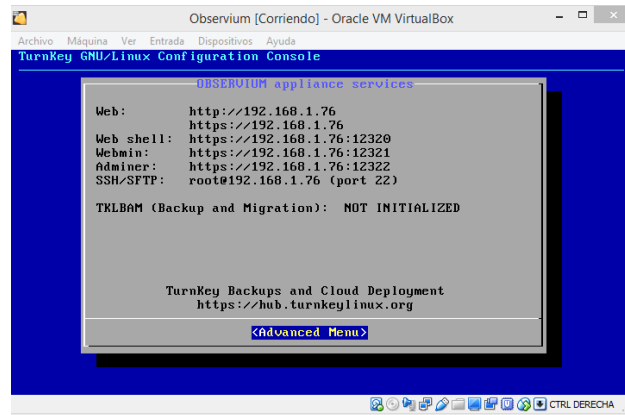 Observium [Corriendo] - Oracle VM VirtualBox
Archivo Máquina Ver Entrada Dispositivos Ayuda
TurnKey GNU/Linux Configuration Console
OBSERVIUM appliance services
Web: http://192.168.1.76
https://192.168.1.76
Web shell: https://192.168.1.76:12320
Webmin: https://192.168.1.76:12321
Adminer: https://192.168.1.76:12322
SSH/SFTP: root@192.168.1.76 (port 22)
TKLBAM (Backup and Migration): NOT INITIALIZED
TurnKey Backups and Cloud Deployment
https://hub.turnkeylinux.org
<Advanced Menu>
CTRL DERECHA